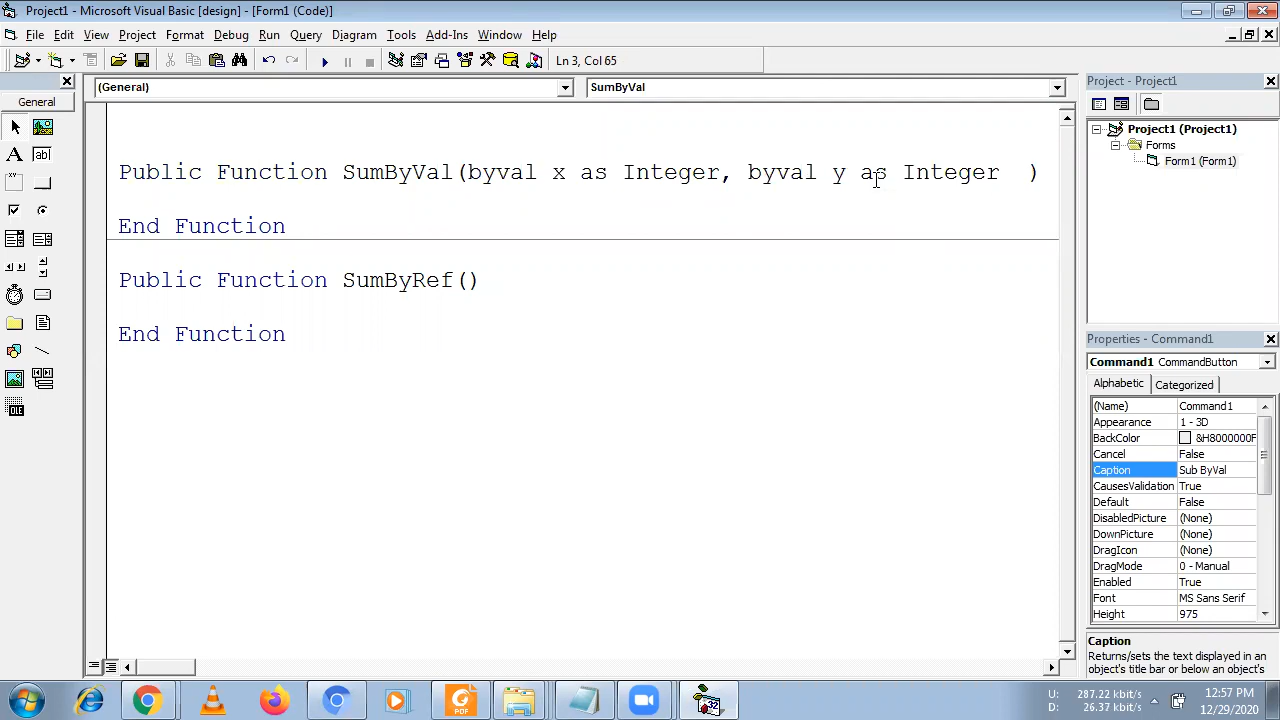 Project1 - Microsoft Visual Basic [design] - [Form1 (Code)]
File Edit View Project Format Debug Run Query Diagram Tools Add-Ins Window Help
Ln 3, Col 65
General
(General)
SumByVal
Public Function SumByVal(byval x as Integer, byval y as Integer  )
End Function
Public Function SumByRef()
End Function
OLE
Project - Project1
Project1 (Project1)
Forms
Form1 (Form1)
Properties - Command1
Command1 CommandButton
Alphabetic Categorized
(Name) Command1
Appearance 1 - 3D
BackColor &H8000000F
Cancel False
Caption Sub ByVal
CausesValidation True
Default False
DisabledPicture (None)
DownPicture (None)
DragIcon (None)
DragMode 0 - Manual
Enabled True
Font MS Sans Serif
Height 975
Caption
Returns/sets the text displayed in
an object's title bar or below an object's
PDF
32
U: 287.22 kbit/s
D: 26.37 kbit/s
12:57 PM
12/29/2020